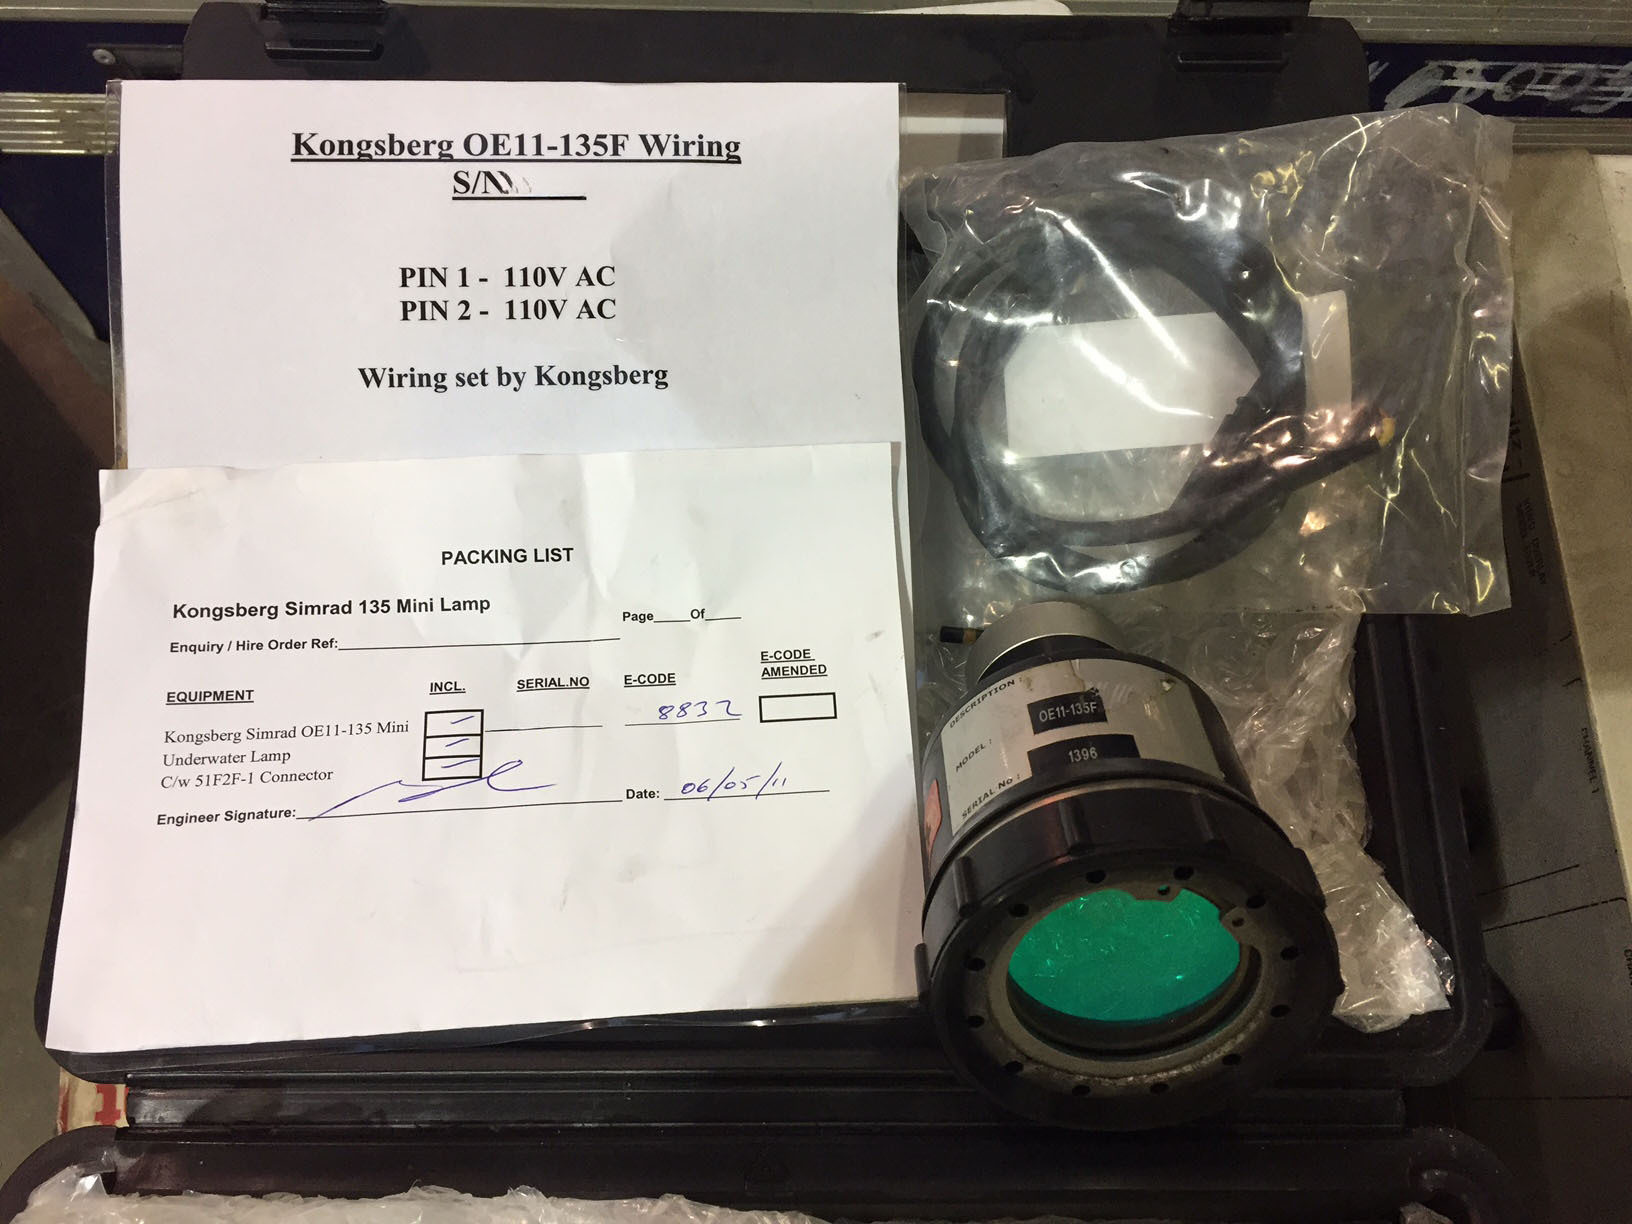 Kongsberg OE11-135F Wiring
S/N
PIN 1 - 110V AC
PIN 2 - 110V AC
Wiring set by Kongsberg
PACKING LIST
Kongsberg Simrad 135 Mini Lamp
Page____Of____
Enquiry / Hire Order Ref:
EQUIPMENT INCL. SERIAL.NO E-CODE E-CODE AMENDED
Kongsberg Simrad OE11-135 Mini 8832
Underwater Lamp
C/w 51F2F-1 Connector
Engineer Signature: Date: 06/05/11
DESCRIPTION :
MODEL : OE11-135F
SERIAL No : 1396